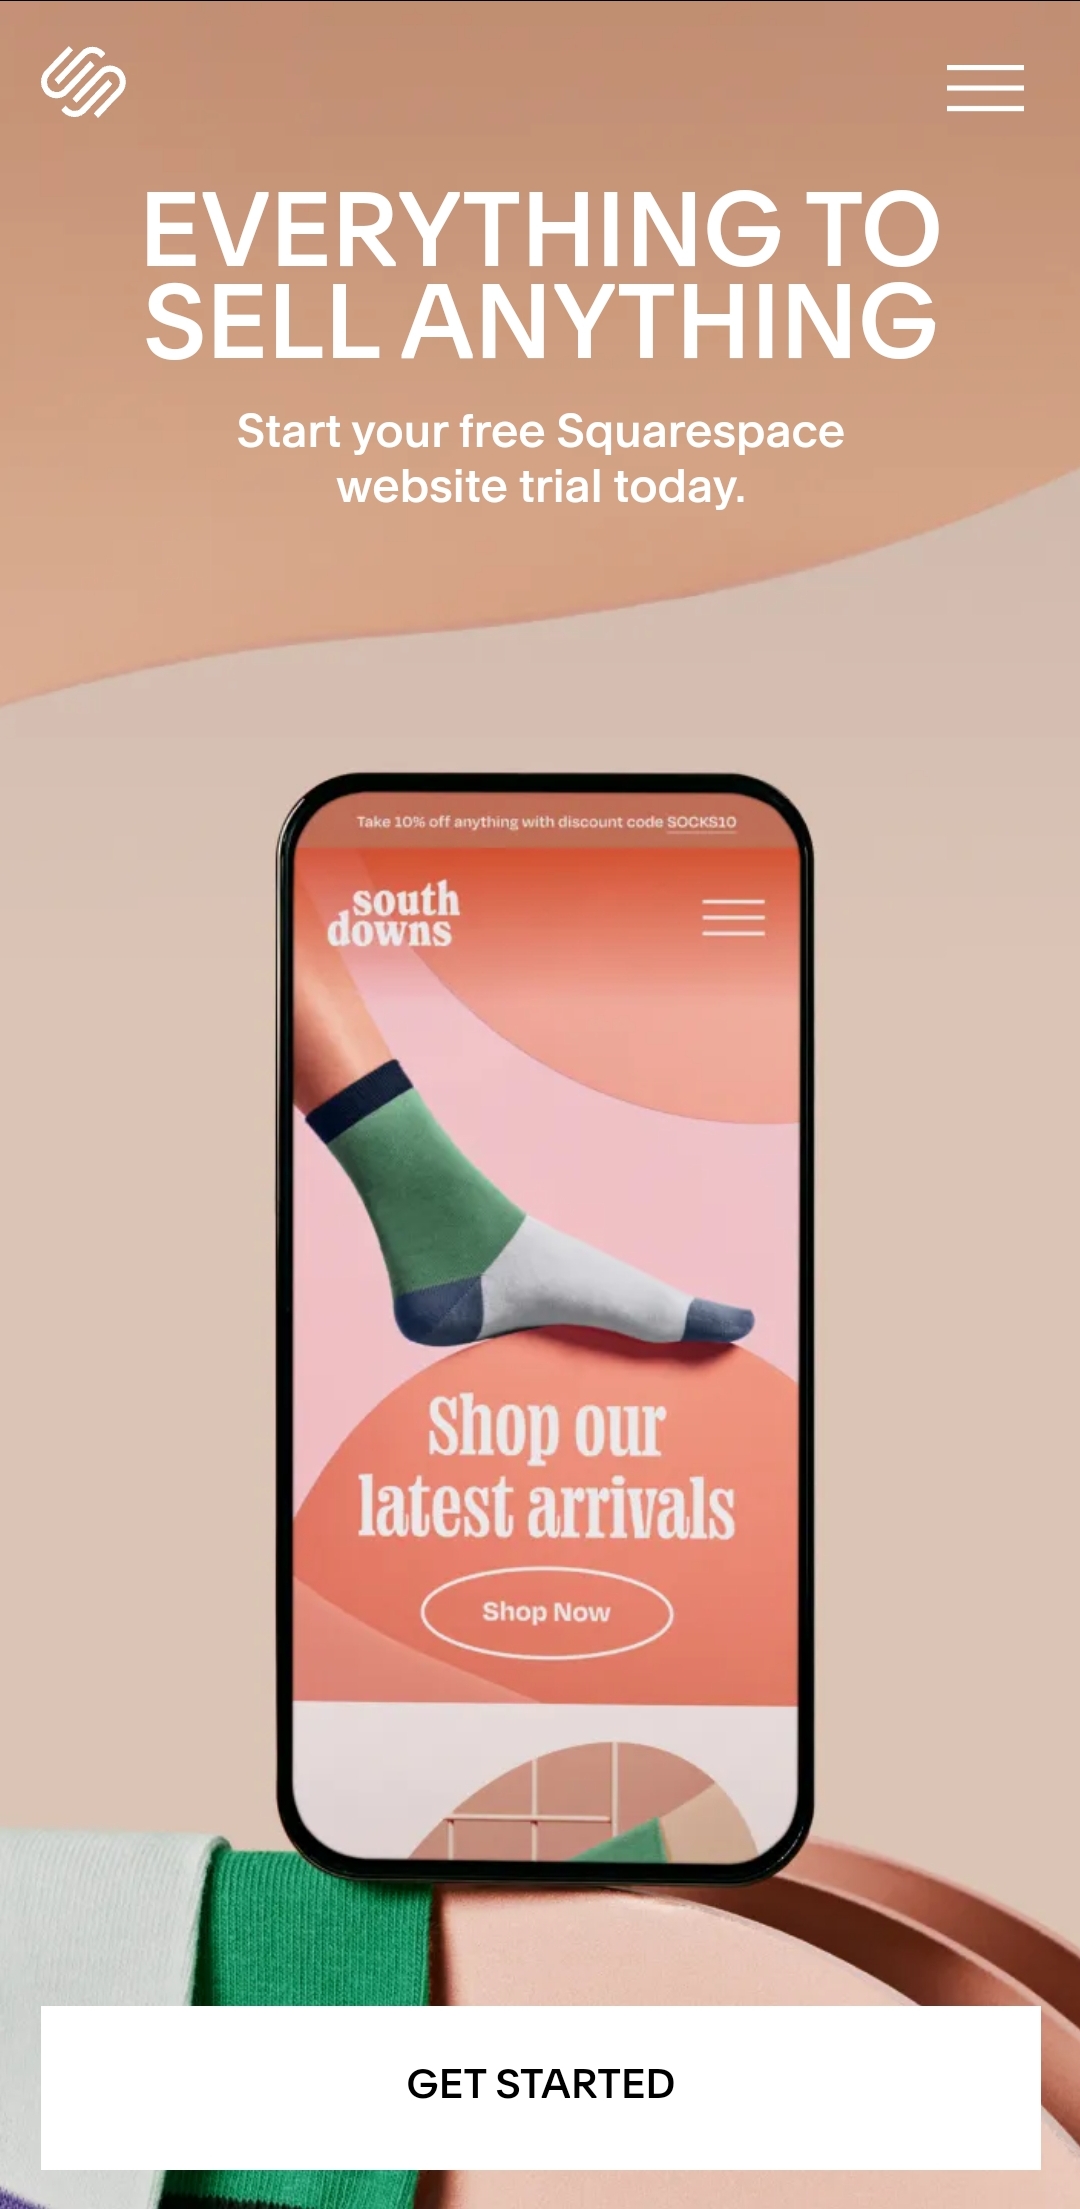 EVERYTHING TO
SELL ANYTHING
Start your free Squarespace
website trial today.
Take 10% off anything with discount code SOCKS10
south
downs
Shop our
latest arrivals
Shop Now
GET STARTED